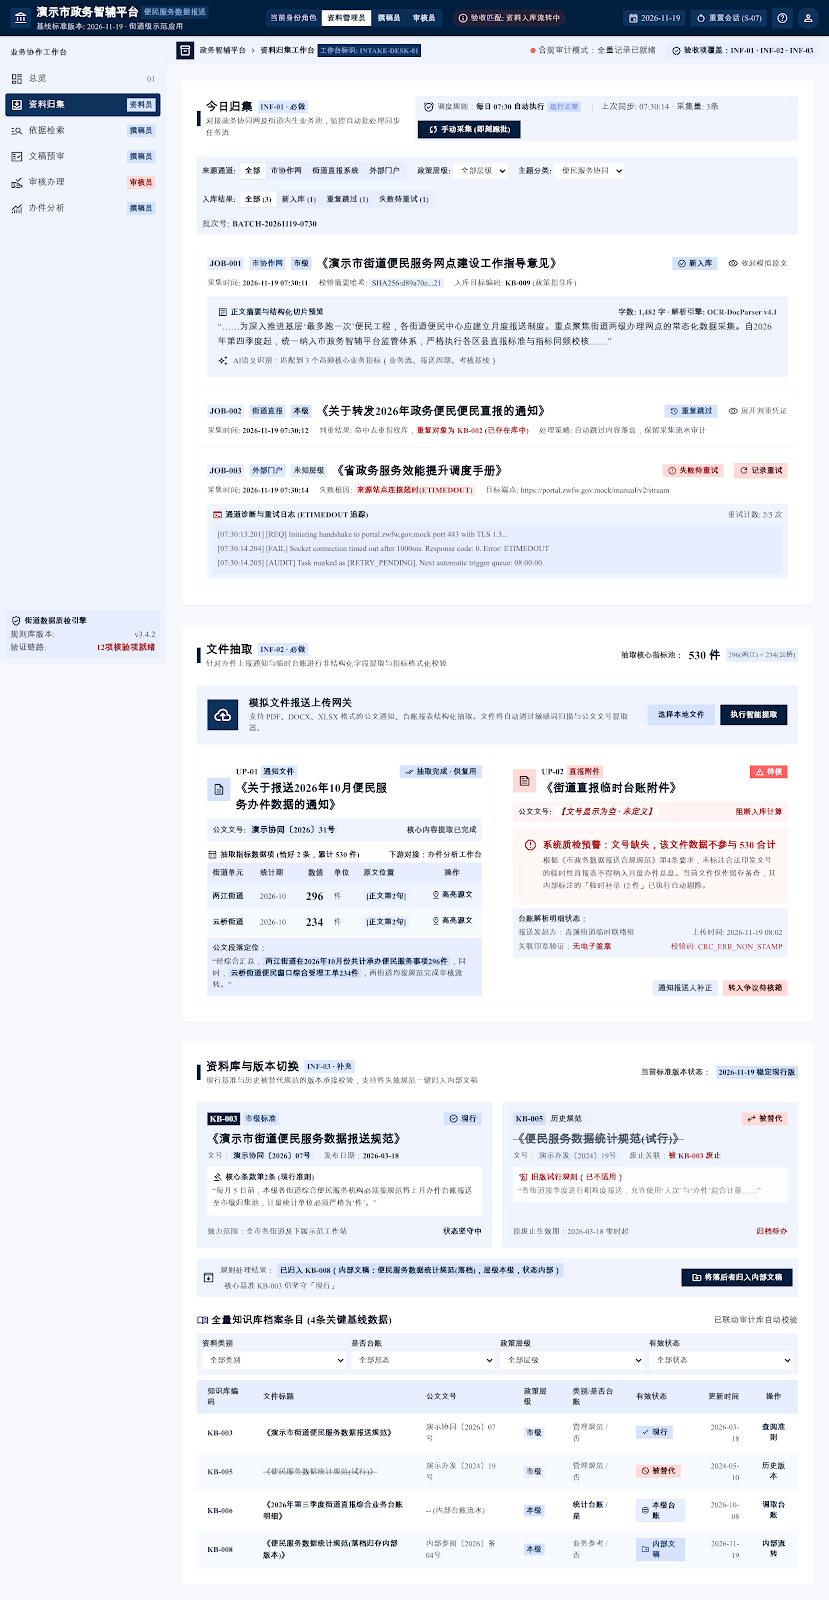 演示市政务智辅平台 便民数据报送
基线标准版本: 2026-11-19 · 街道级示范应用
当前身份角色 资料管理员 撰稿员 审核员
验收匹配: 资料入库流转中
2026-11-19
重置会话 (S-07)
业务协作工作台
总览 01
资料归集 资料员
依据检索 撰稿员
文稿预审 撰稿员
审核办理 审核员
办件分析 撰稿员
街道数据质检引擎
规则库版本: v3.4.2
验证链路: 12项核验项就绪
政务智辅平台 > 资料归集工作台 工作台标识: INTAKE-DESK-01
合规审计模式：全量记录已就绪
验收项覆盖：INF-01 · INF-02 · INF-03
今日归集 INF-01 · 必做
对接政务协同网及街道内生业务池，监控自动批处理同步任务流
调度规则：每日 07:30 自动执行 运行正常
上次同步: 07:30:14 · 采集量: 3条
手动采集 (即刻跑批)
来源通道: 全部 市协作网 街道直报系统 外部门户
政策层级: 全部层级
主题分类: 便民服务协同
入库结果: 全部 (3) 新入库 (1) 重复跳过 (1) 失败待重试 (1)
批次号: BATCH-20261119-0730
JOB-001 市协作网 市级 《演示市街道便民服务网点建设工作指导意见》
新入库 收起模拟原文
采集时间: 2026-11-19 07:30:11 校验摘要哈希: SHA256:d89a70e...21 入库目标编码: KB-009 (政策指导库)
正文摘要与结构化切片预览
字数: 1,482 字 · 解析引擎: OCR-DocParser v4.1
“……为深入推进基层‘最多跑一次’便民工程，各街道便民中心应建立月度报送制度。重点聚焦街道两级办理网点的常态化数据采集。自2026
年第四季度起，统一纳入市政务智辅平台监管体系，严格执行各区县直报标准与指标同频校核……”
AI语义识别：匹配到 3 个高频核心业务指标（业务流、报送周期、考核基线）
JOB-002 街道直报 本级 《关于转发2026年政务便民便民直报的通知》
重复跳过 展开判重凭证
采集时间: 2026-11-19 07:30:12 判重结果: 命中去重指纹库，重复对象为 KB-002 (已存在库中) 处理策略: 自动跳过内容落盘，保留采集流水审计
JOB-003 外部门户 未知层级 《省政务服务效能提升调度手册》
失败待重试 记录重试
采集时间: 2026-11-19 07:30:14 失败根因: 来源站点连接超时(ETIMEDOUT) 目标端点: https://portal.zwfw.gov.mock/manual/v2/stream
通道诊断与重试日志 (ETIMEDOUT 追踪)
重试计数: 2/5 次
[07:30:13.201] [REQ] Initiating handshake to portal.zwfw.gov.mock port 443 with TLS 1.3...
[07:30:14.204] [FAIL] Socket connection timed out after 1000ms. Response code: 0. Error: ETIMEDOUT
[07:30:14.205] [AUDIT] Task marked as [RETRY_PENDING]. Next automatic trigger queue: 08:00:00.
文件抽取 INF-02 · 必做
针对办件上报通知与临时台账进行非结构化字段提取与指标格式化校验
抽取核心指标池： 530 件 296(两江) + 234(云桥)
模拟文件报送上传网关
支持 PDF、DOCX、XLSX 格式的公文通知、台账报表结构化抽取。文件将自动通过敏感词扫描与公文文号提取器。
选择本地文件 执行智能提取
UP-01 通知文件
抽取完成 · 供复用
《关于报送2026年10月便民服务办件数据的通知》
公文文号：演示协同〔2026〕31号
核心内容提取已完成
抽取指标数据项 (恰好 2 条，累计 530 件)
下游对接：办件分析工作台
街道单元 统计期 数值 单位 原文位置 操作
两江街道 2026-10 296 件 [正文第2句] 高亮源文
云桥街道 2026-10 234 件 [正文第2句] 高亮源文
公文段落定位：
“经综合汇总，两江街道在2026年10月份共计承办便民服务事项296件，同时，云桥街道便民窗口综合受理工单234件，两街道均按规范完成审核流转。”
UP-02 直报附件
待核
《街道直报临时台账附件》
公文文号：【文号显示为空 · 未定义】
阻断入库计算
系统质检预警：文号缺失，该文件数据不参与 530 合计
根据《市政务数据报送合规规范》第4条要求，未标注合法印发文号的临时性直报表不得纳入月度办件总盘。当前文件仅作留存备查，其内部标注的「临时补录 12 件」已执行自动剔除。
台账解析明细状态：
报送发起方：青溪街道临时联络组
上传时间: 2026-11-19 08:02
关联印章验证：无电子签章
校验码: CRC_ERR_NON_STAMP
通知报送人补正 转入争议待核箱
资料库与版本切换 INF-03 · 补充
现行基准与历史被替代规范的版本承接校验，支持将失效规范一键归入内部文稿
当前标准版本状态： 2026-11-19 稳定现行版
KB-003 市级标准
现行
《演示市街道便民服务数据报送规范》
文号：演示协同〔2026〕07号 发布日期：2026-03-18
核心条款第2条 (现行准则)
“每月 5 日前，本级各街道综合便民服务机构必须按规范将上月办件台账报送至市级归集池，计量统计单位必须严格为‘件’。”
效力范围：全市各街道及下属示范工作站
状态坚守中
KB-005 历史规范
被替代
《便民服务数据统计规范(试行)》
文号：演示办发〔2024〕19号 废止关联：被 KB-003 废止
旧版试行规则（已不适用）
“各街道按季度进行粗粒度报送，允许使用‘人次’与‘办件’混合计量……”
原废止生效期：2026-03-18 零时起
归档待办
规则处理结果： 已归入 KB-008（内部文稿：便民服务数据统计规范(落档)，层级本级，状态内部）
· 核心基准 KB-003 仍坚守「现行」
将落后者归入内部文稿
全量知识库档案条目 (4条关键基线数据)
已联动审计库自动校验
资料类别 是否台账 政策层级 有效状态
全部类别 全部形态 全部层级 全部状态
知识库编码 文件标题 公文文号 政策层级 类别/是否台账 有效状态 更新时间 操作
KB-003 《演示市街道便民服务数据报送规范》 演示协同〔2026〕07号 市级 管理规范 / 否 现行 2026-03-18 查阅准则
KB-005 《便民服务数据统计规范(试行)》 演示办发〔2024〕19号 市级 管理规范 / 否 被替代 2024-05-10 历史版本
KB-006 《2026年第三季度街道直报综合业务台账明细》 -- (内部台账流水) 本级 统计台账 / 是 本级台账 2026-10-08 调取台账
KB-008 《便民服务数据统计规范(落档归存内部版本)》 内部参阅〔2026〕备04号 本级 业务参考 / 否 内部文稿 2026-11-19 内部流转